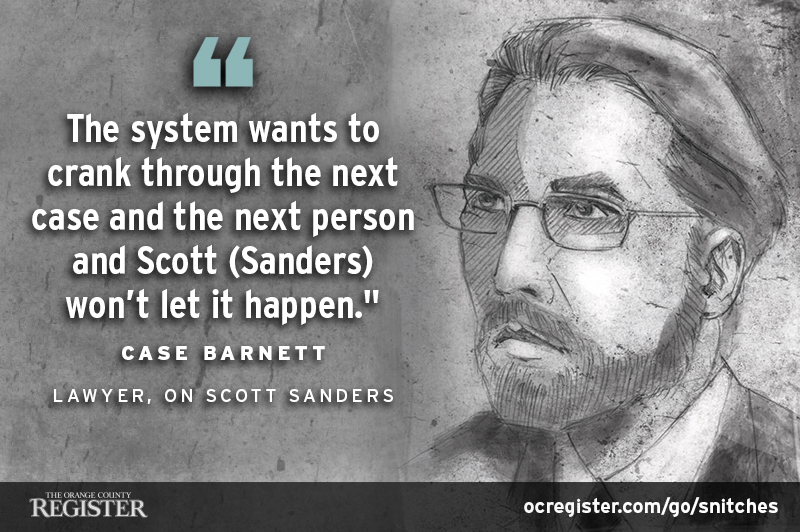 “
The system wants to
crank through the next
case and the next person
and Scott (Sanders)
won't let it happen."
CASE BARNETT
LAWYER, ON SCOTT SANDERS
THE ORANGE COUNTY
REGISTER
ocregister.com/go/snitches